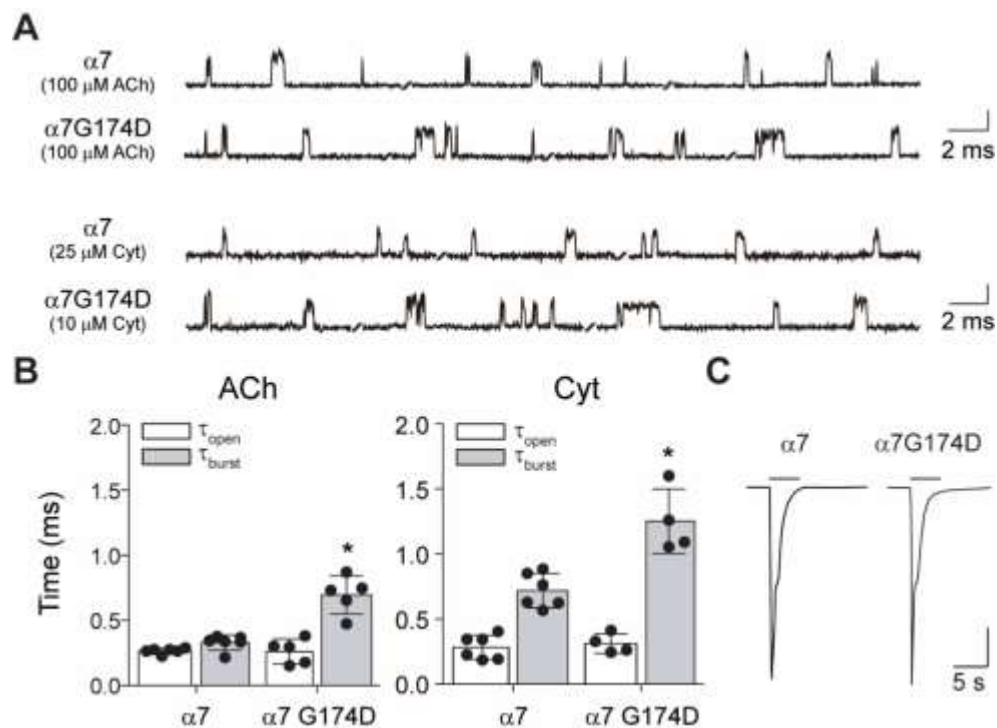 A
α7
(100 μM ACh)
α7G174D
(100 μM ACh)
2 ms
α7
(25 μM Cyt)
α7G174D
(10 μM Cyt)
2 ms
B
ACh
Cyt
C
τopen
τburst
τopen
τburst
α7
α7G174D
Time (ms)
2.0
1.5
1.0
0.5
0.0
2.0
1.5
1.0
0.5
0.0
*
*
5 s
α7
α7 G174D
α7
α7 G174D